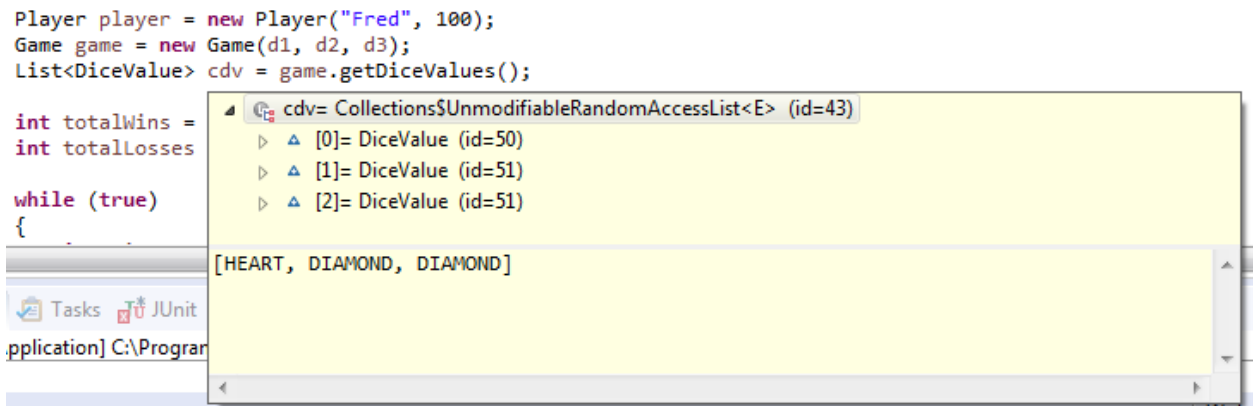 Player player = new Player("Fred", 100);
Game game = new Game(d1, d2, d3);
List<DiceValue> cdv = game.getDiceValues();
int totalWins =
int totalLosses
while (true)
{
cdv= Collections$UnmodifiableRandomAccessList<E> (id=43)
[0]= DiceValue (id=50)
[1]= DiceValue (id=51)
[2]= DiceValue (id=51)
[HEART, DIAMOND, DIAMOND]
Tasks JUnit
pplication] C:\Progran